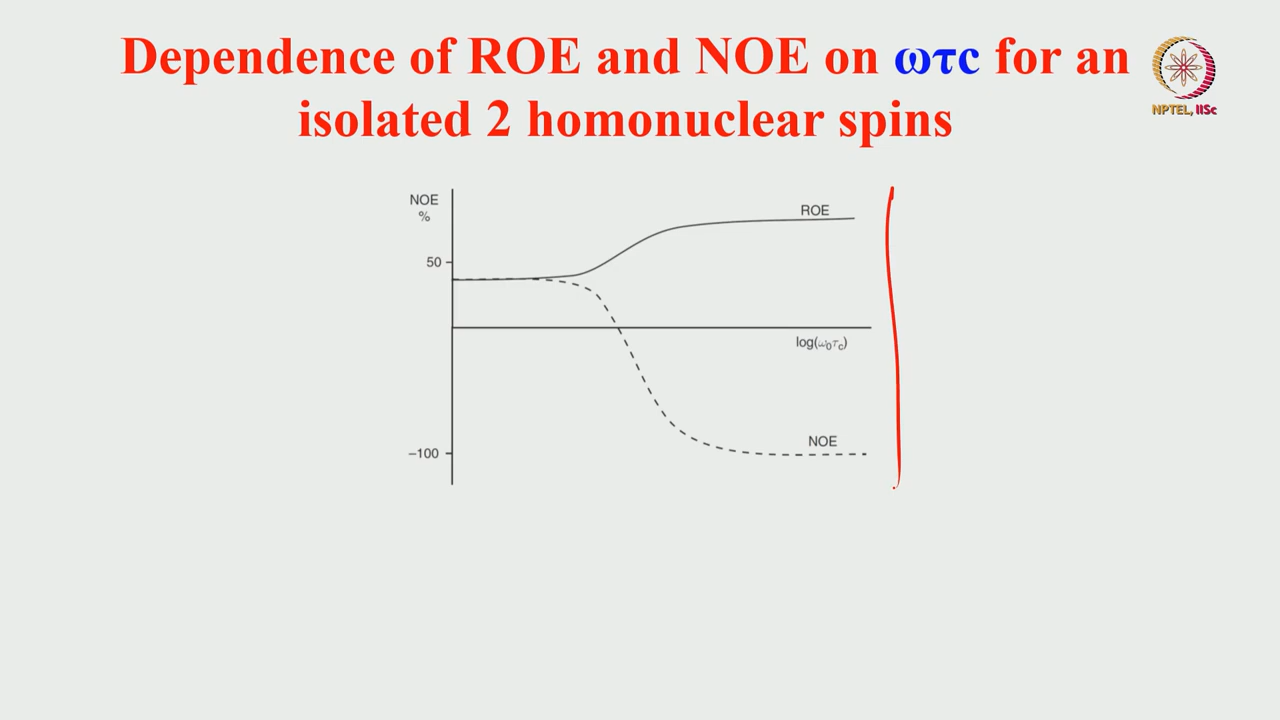 Dependence of ROE and NOE on ωτc for an
isolated 2 homonuclear spins
NPTEL, IISc
NOE
%
ROE
50
log(ω₀τc)
NOE
−100